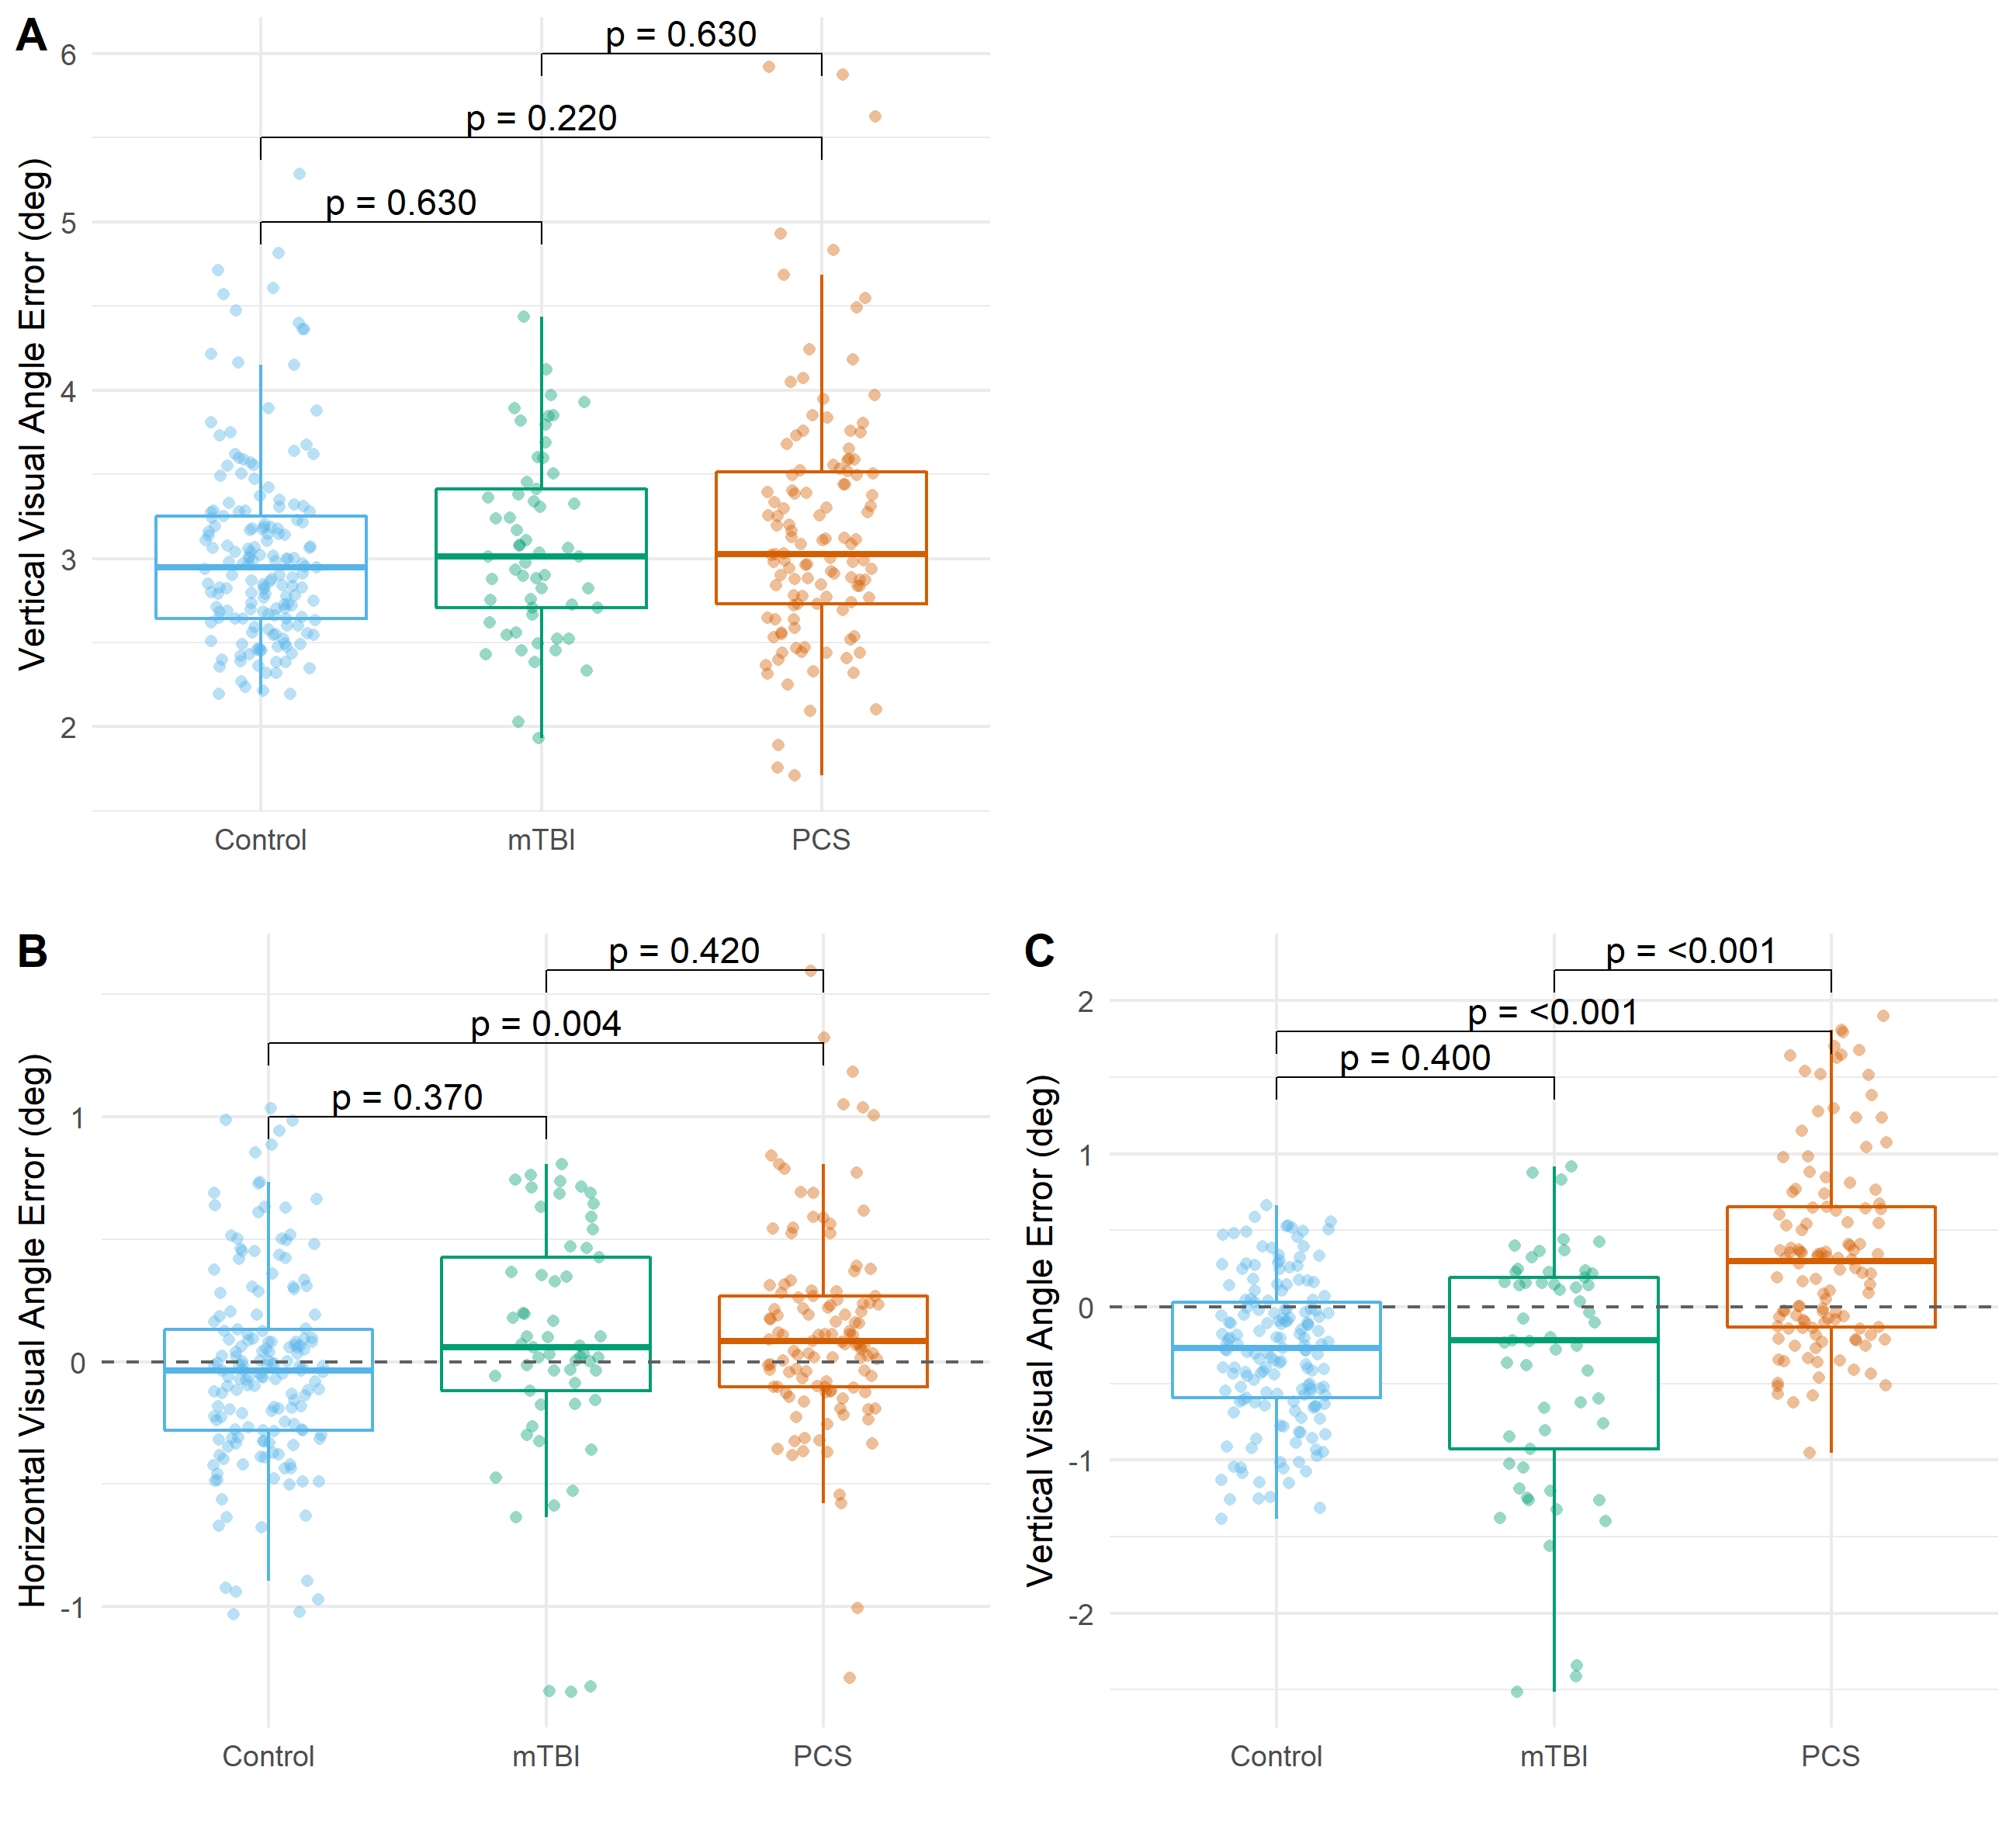 A
p = 0.630
p = 0.220
p = 0.630
Vertical Visual Angle Error (deg)
6
5
4
3
2
Control mTBI PCS
B
p = 0.420
p = 0.004
p = 0.370
Horizontal Visual Angle Error (deg)
1
0
-1
Control mTBI PCS
C
p = <0.001
p = <0.001
p = 0.400
Vertical Visual Angle Error (deg)
2
1
0
-1
-2
Control mTBI PCS